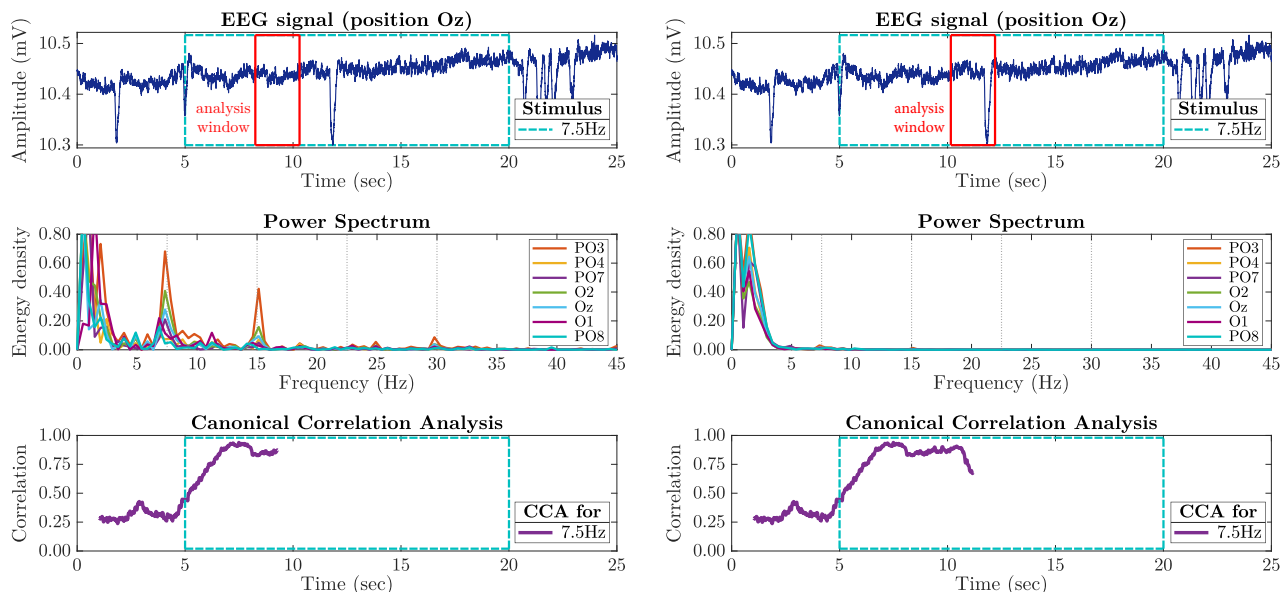 EEG signal (position Oz)
Amplitude (mV)
10.5
10.4
10.3
analysis
window
Stimulus
7.5Hz
0 5 10 15 20 25
Time (sec)
EEG signal (position Oz)
Amplitude (mV)
10.5
10.4
10.3
analysis
window
Stimulus
7.5Hz
0 5 10 15 20 25
Time (sec)
Power Spectrum
Energy density
0.80
0.60
0.40
0.20
0.00
PO3
PO4
PO7
O2
Oz
O1
PO8
0 5 10 15 20 25 30 35 40 45
Frequency (Hz)
Power Spectrum
Energy density
0.80
0.60
0.40
0.20
0.00
PO3
PO4
PO7
O2
Oz
O1
PO8
0 5 10 15 20 25 30 35 40 45
Frequency (Hz)
Canonical Correlation Analysis
Correlation
1.00
0.75
0.50
0.25
0.00
CCA for
7.5Hz
0 5 10 15 20 25
Time (sec)
Canonical Correlation Analysis
Correlation
1.00
0.75
0.50
0.25
0.00
CCA for
7.5Hz
0 5 10 15 20 25
Time (sec)